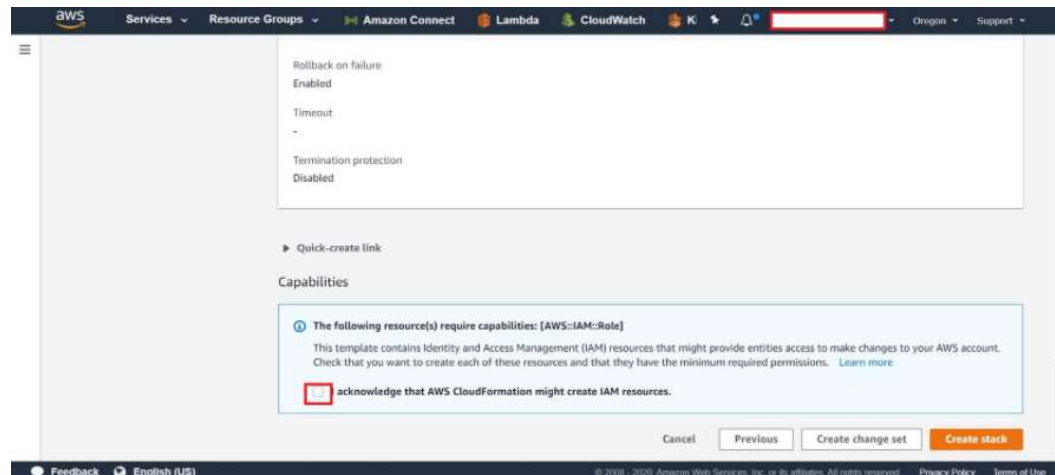 aws Services Resource Groups Amazon Connect Lambda CloudWatch K Oregon Support
Rollback on failure
Enabled
Timeout
-
Termination protection
Disabled
Quick-create link
Capabilities
The following resource(s) require capabilities: [AWS::IAM::Role]
This template contains Identity and Access Management (IAM) resources that might provide entities access to make changes to your AWS account.
Check that you want to create each of these resources and that they have the minimum required permissions. Learn more
acknowledge that AWS CloudFormation might create IAM resources.
Cancel Previous Create change set Create stack
Feedback English (US) © 2008 - 2020, Amazon Web Services, Inc. or its affiliates. All rights reserved. Privacy Policy Terms of Use